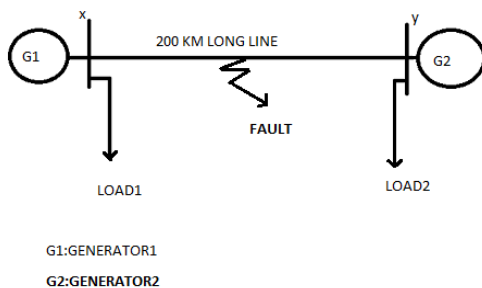 x
y
G1
200 KM LONG LINE
G2
FAULT
LOAD1
LOAD2
G1:GENERATOR1
G2:GENERATOR2